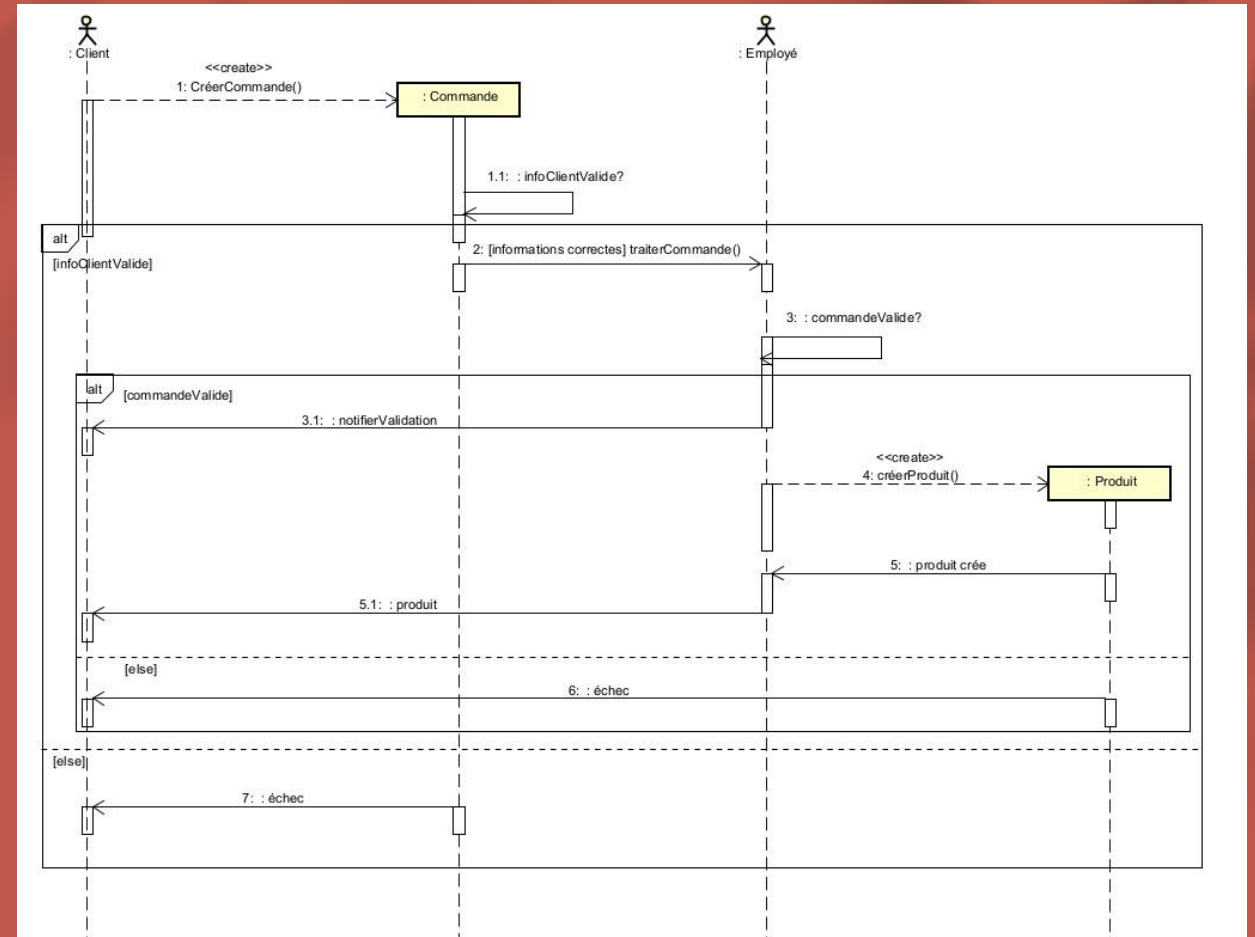 : Client
: Employé
<<create>>
1: CréerCommande()
: Commande
1.1: : infoClientValide?
alt
[infoClientValide]
2: [informations correctes] traiterCommande()
3: : commandeValide?
alt
[commandeValide]
3.1: : notifierValidation
<<create>>
4: créerProduit()
: Produit
5: : produit crée
5.1: : produit
[else]
6: : échec
[else]
7: : échec